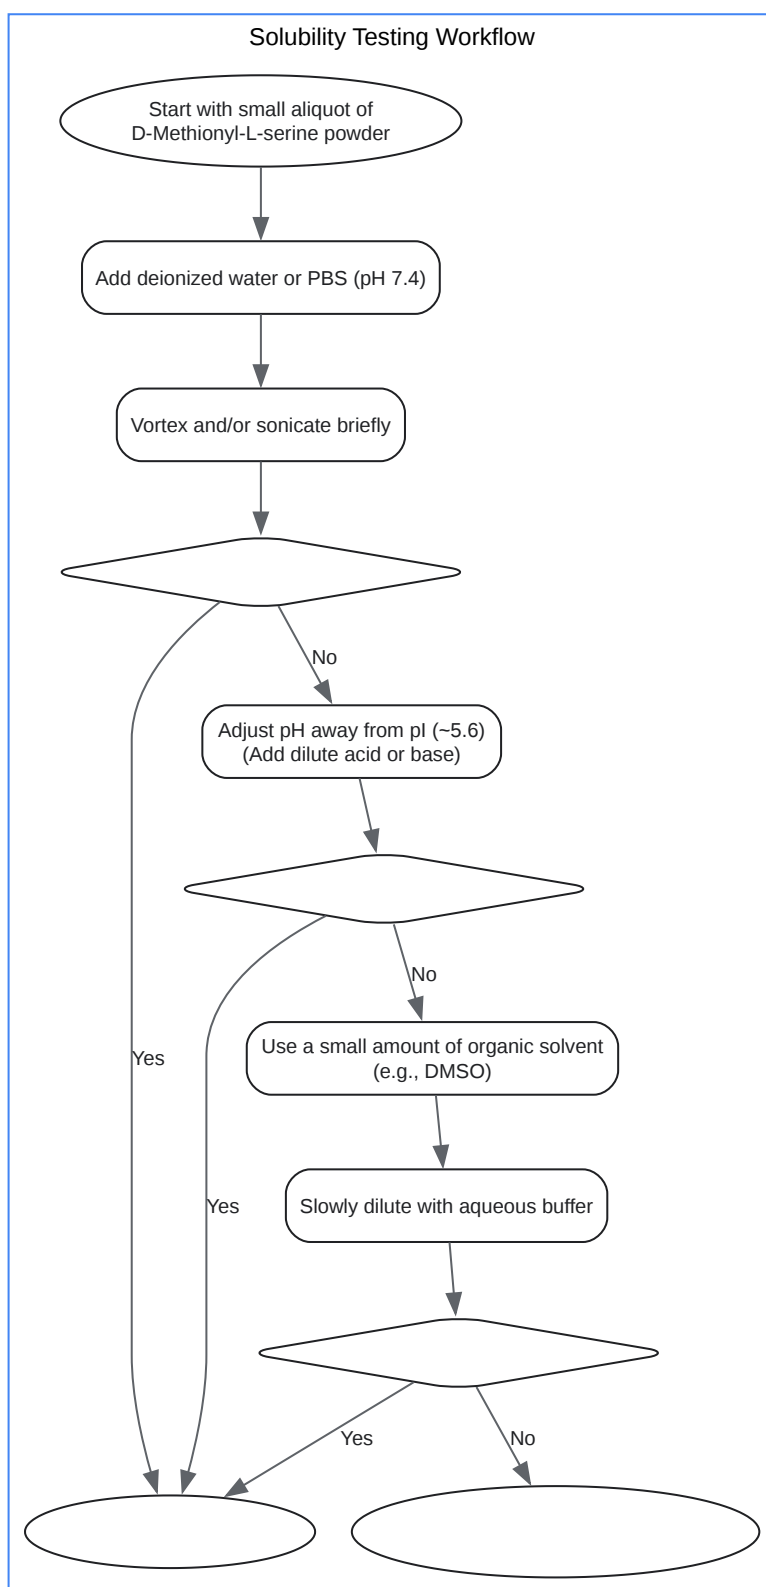 Solubility Testing Workflow
Start with small aliquot of
D-Methionyl-L-serine powder
Add deionized water or PBS (pH 7.4)
Vortex and/or sonicate briefly
No
Adjust pH away from pI (~5.6)
(Add dilute acid or base)
No
Use a small amount of organic solvent
(e.g., DMSO)
Yes
Yes
Slowly dilute with aqueous buffer
Yes
No